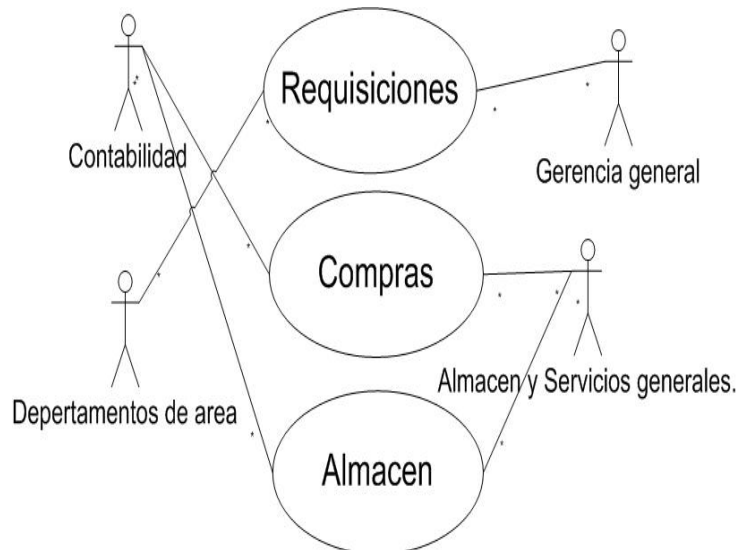 Requisiciones
Contabilidad
Gerencia general
Compras
Depertamentos de area
Almacen y Servicios generales.
Almacen